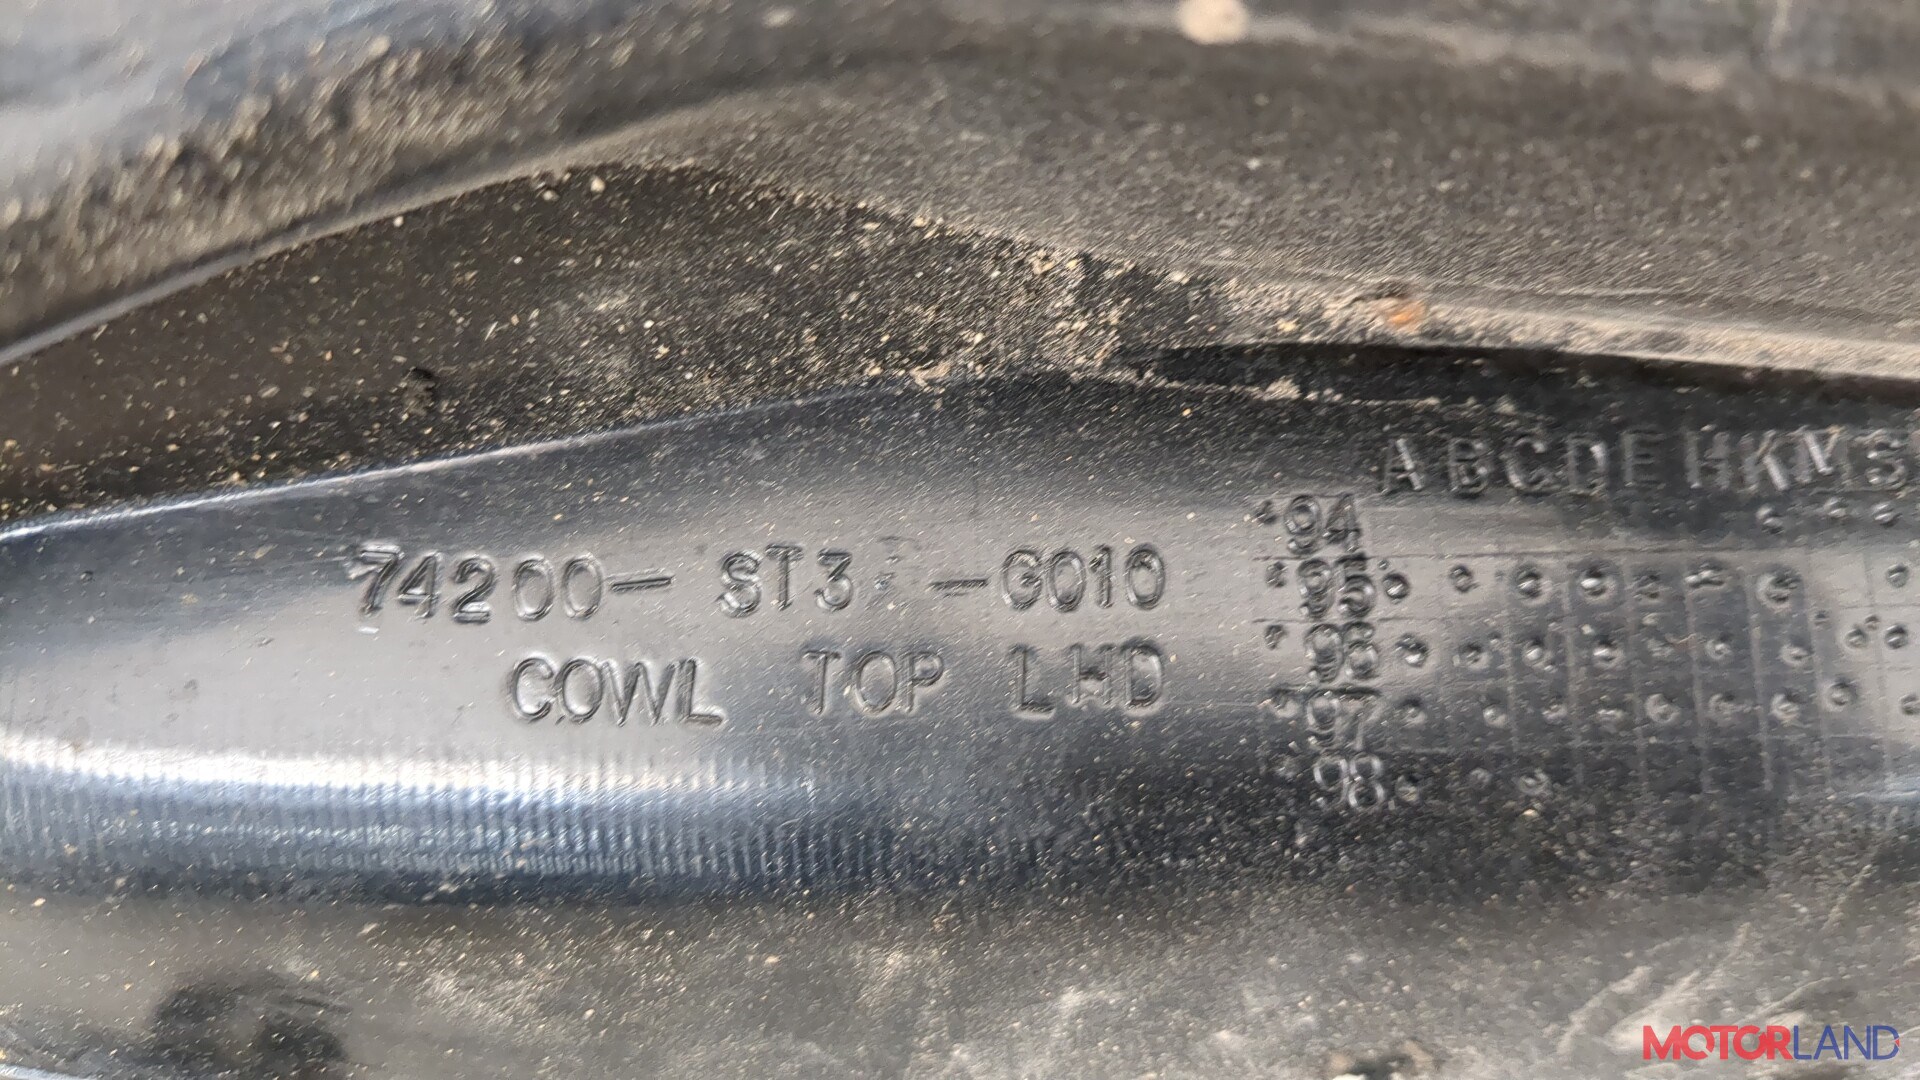 ABCDEHKMS
74200- ST3 -G010
COWL TOP LHD
'94
'95
'96
'97
'98
MOTORLAND